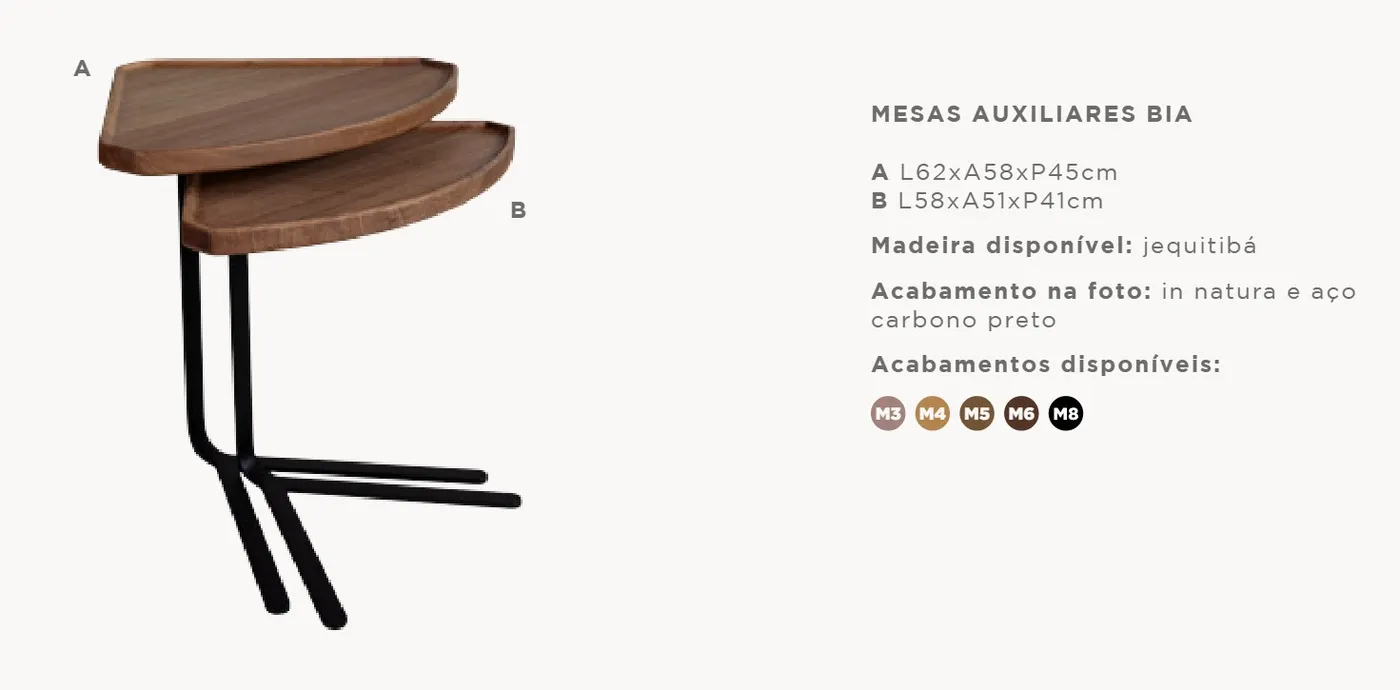 A
B
MESAS AUXILIARES BIA
A L62xA58xP45cm
B L58xA51xP41cm
Madeira disponível: jequitibá
Acabamento na foto: in natura e aço
carbono preto
Acabamentos disponíveis:
M3 M4 M5 M6 M8